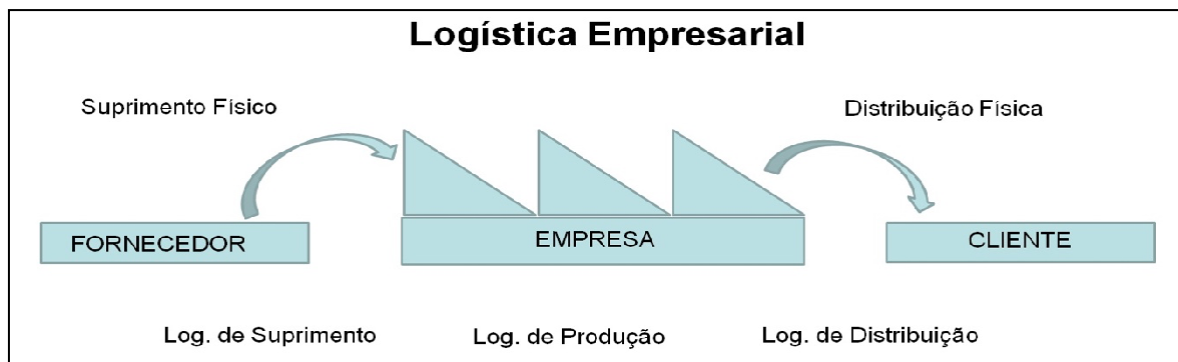 Logística Empresarial
Suprimento Físico
Distribuição Física
FORNECEDOR
EMPRESA
CLIENTE
Log. de Suprimento
Log. de Produção
Log. de Distribuição